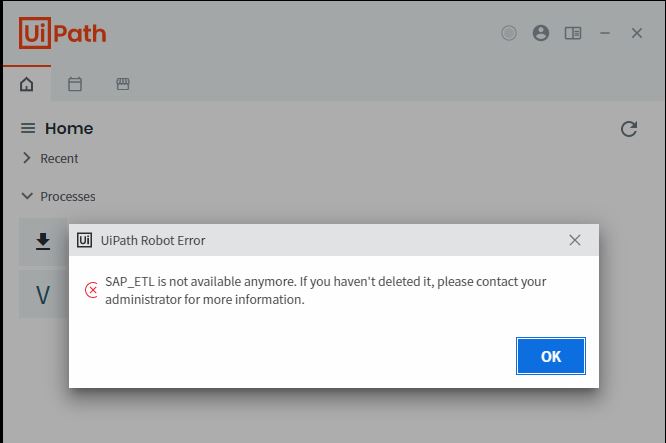 UiPath
Home
Recent
Processes
Ui UiPath Robot Error
SAP_ETL is not available anymore. If you haven't deleted it, please contact your
administrator for more information.
V
OK